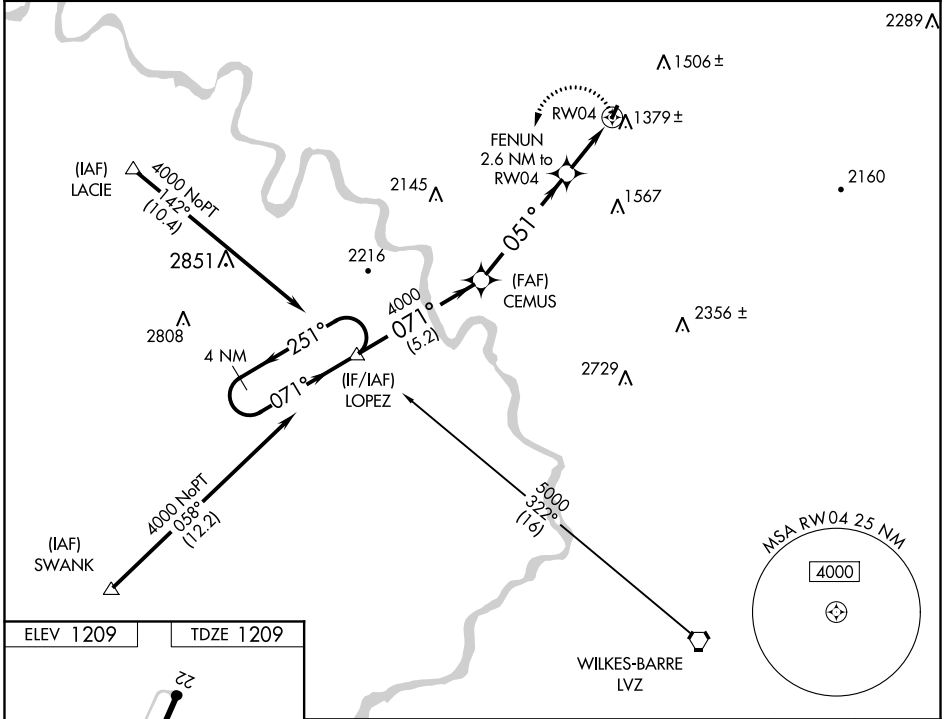 2289
1506 ±
RW04
1379 ±
FENUN
2.6 NM to
RW04
(IAF)
LACIE
4000 NoPT
142°
(10.4)
2145
1567
2160
051°
2851
2216
(FAF)
CEMUS
4000
071°
(5.2)
2808
251°
2356 ±
4 NM
071°
(IF/IAF)
LOPEZ
2729
5000
322°
(16)
4000 NoPT
058°
(12.2)
(IAF)
SWANK
MSA RW04 25 NM
4000
ELEV 1209
TDZE 1209
WILKES-BARRE
LVZ
22